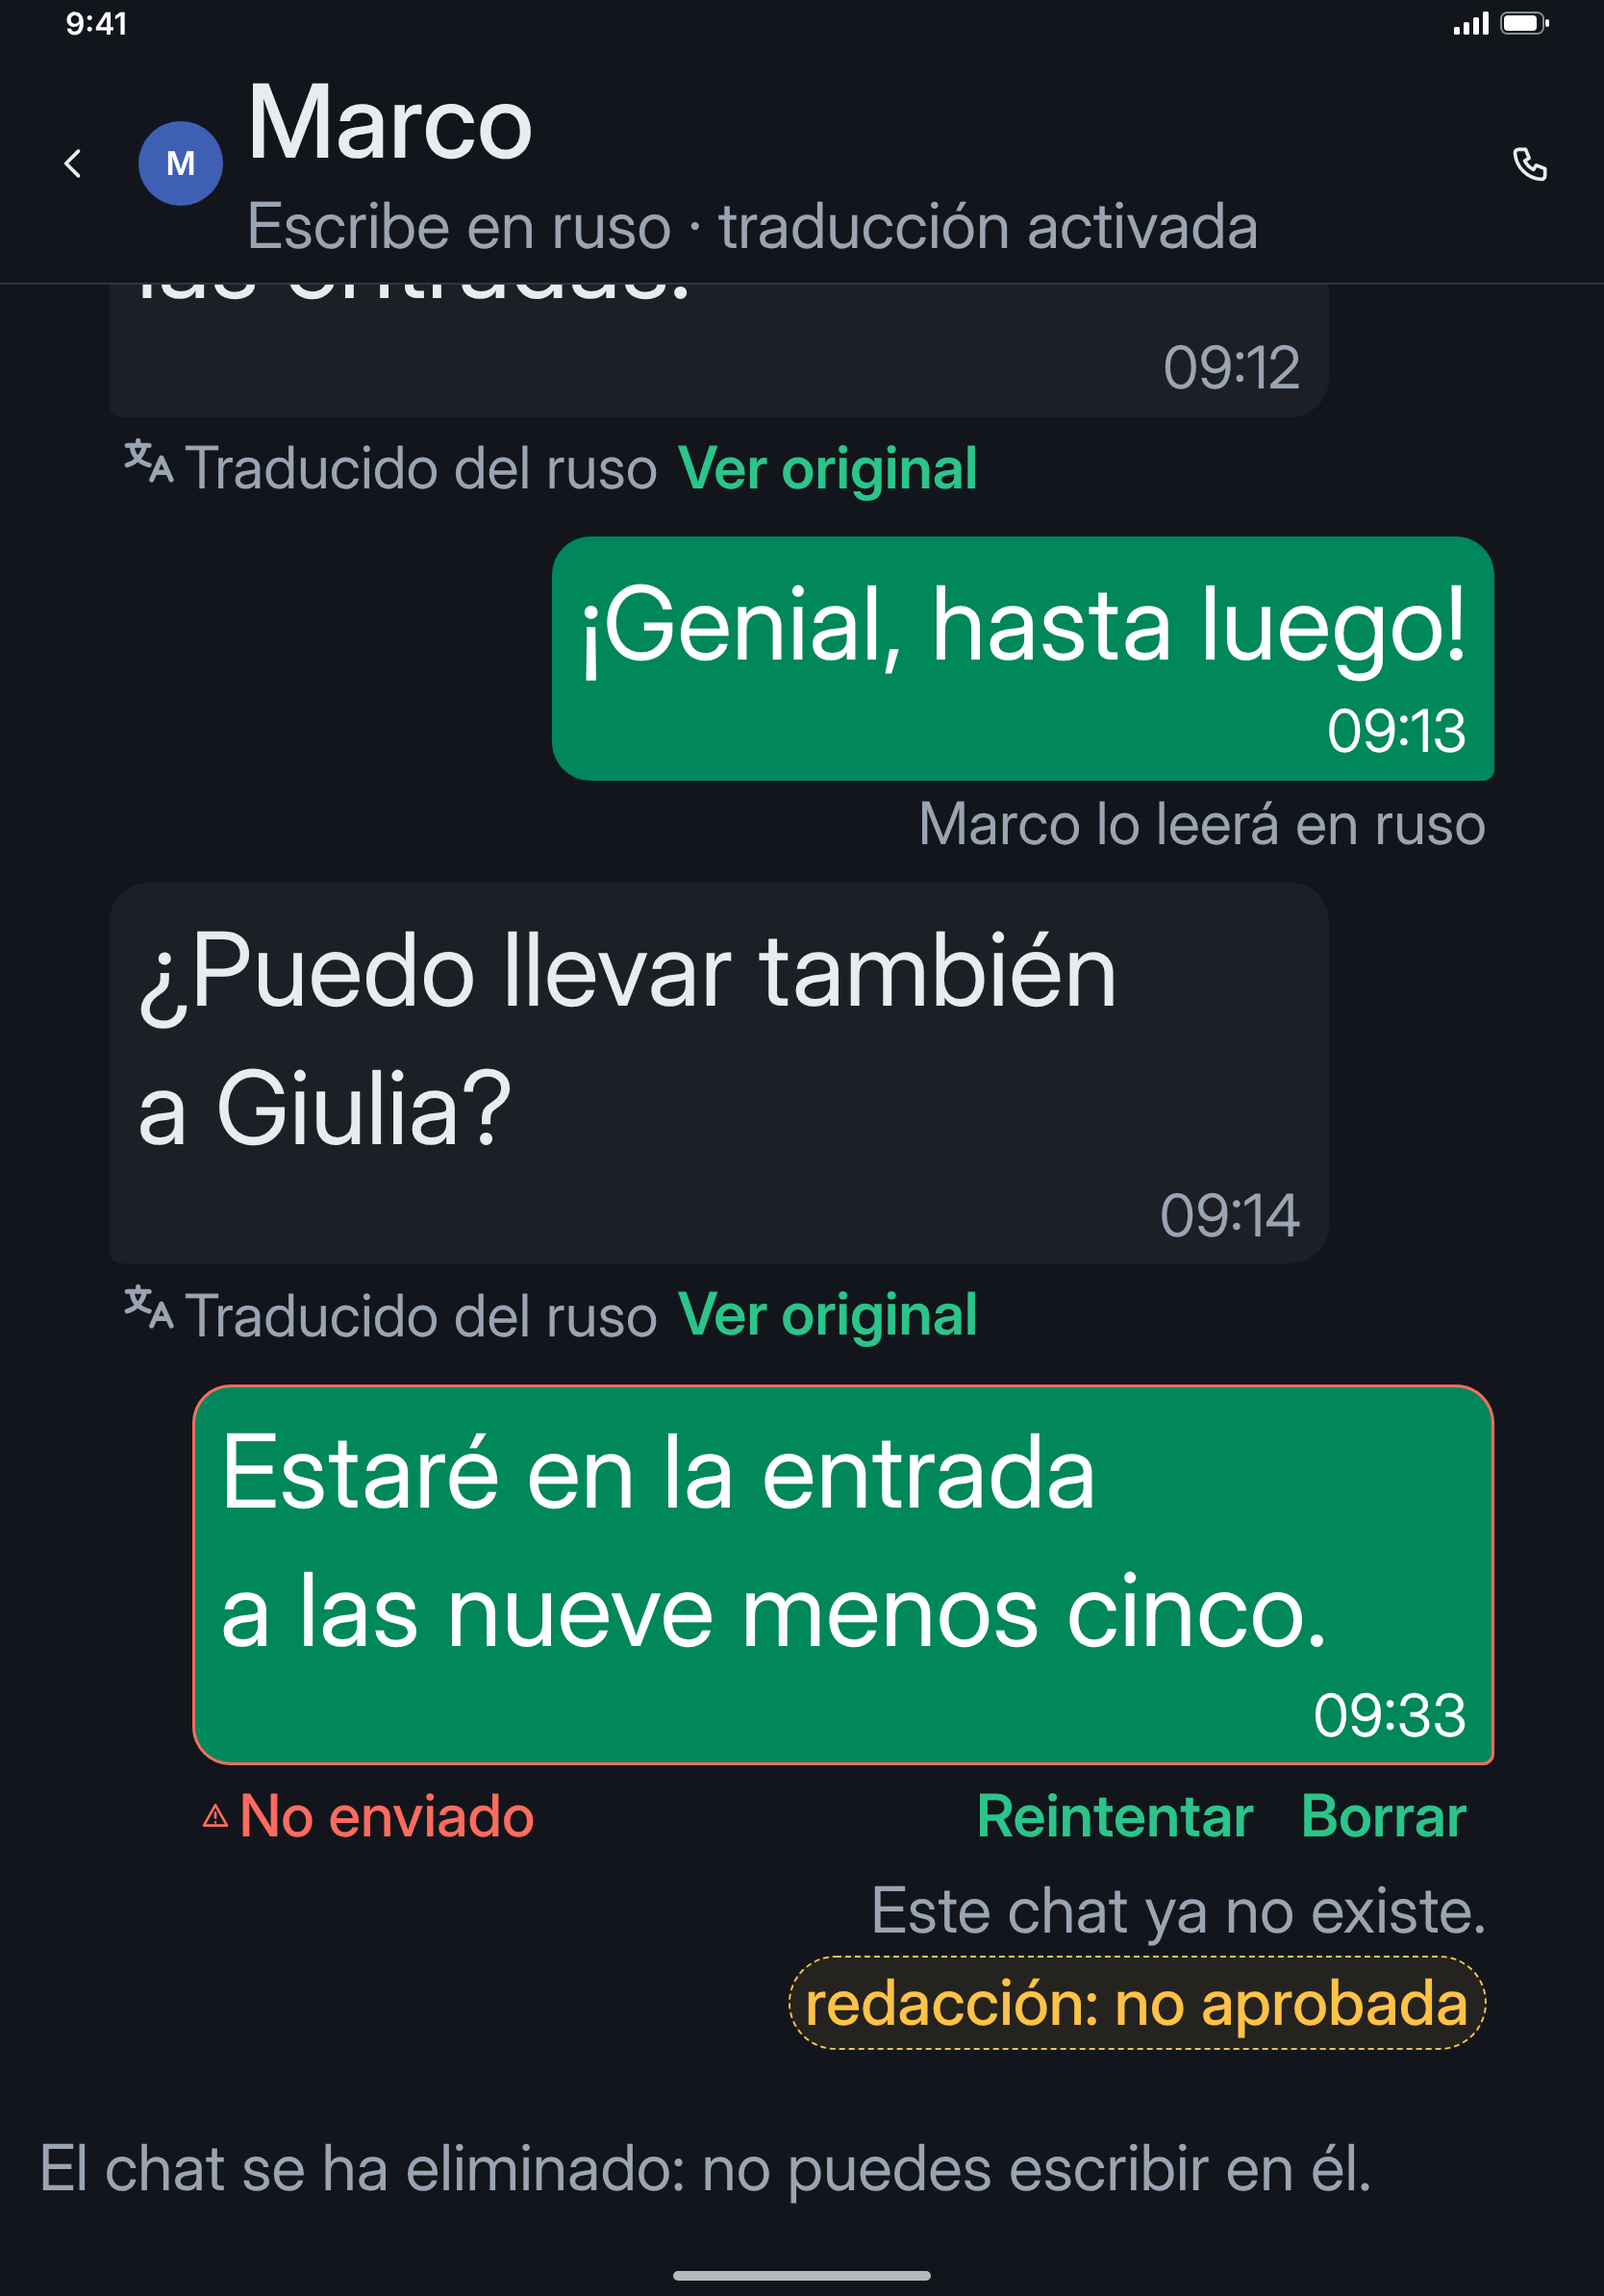 9:41
M
Marco
Escribe en ruso · traducción activada
09:12
Traducido del ruso Ver original
¡Genial, hasta luego!
09:13
Marco lo leerá en ruso
¿Puedo llevar también
a Giulia?
09:14
Traducido del ruso Ver original
Estaré en la entrada
a las nueve menos cinco.
09:33
No enviado Reintentar Borrar
Este chat ya no existe.
redacción: no aprobada
El chat se ha eliminado: no puedes escribir en él.